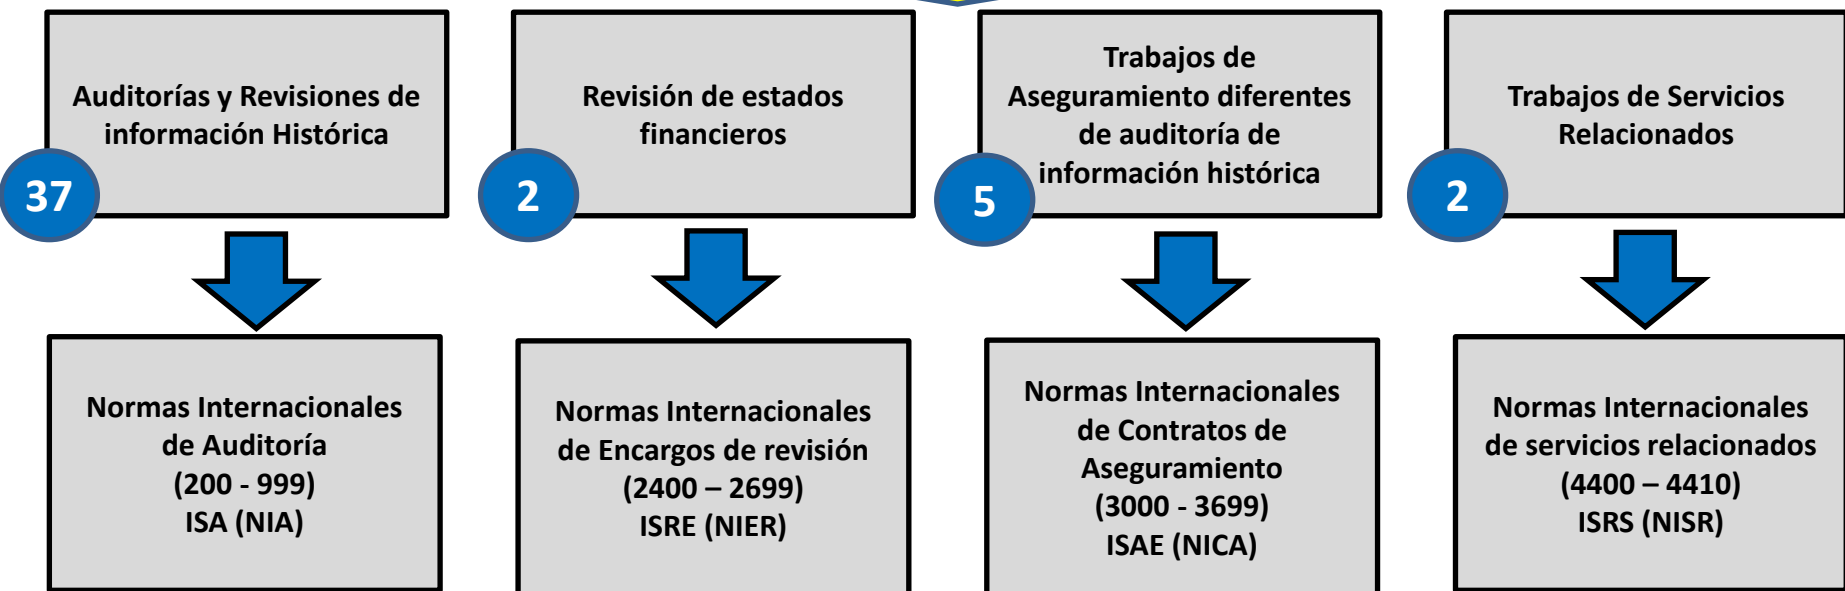 Auditorías y Revisiones de
información Histórica
37
Revisión de estados
financieros
2
Trabajos de
Aseguramiento diferentes
de auditoría de
información histórica
5
Trabajos de Servicios
Relacionados
2
Normas Internacionales
de Auditoría
(200 - 999)
ISA (NIA)
Normas Internacionales
de Encargos de revisión
(2400 – 2699)
ISRE (NIER)
Normas Internacionales
de Contratos de
Aseguramiento
(3000 - 3699)
ISAE (NICA)
Normas Internacionales
de servicios relacionados
(4400 – 4410)
ISRS (NISR)